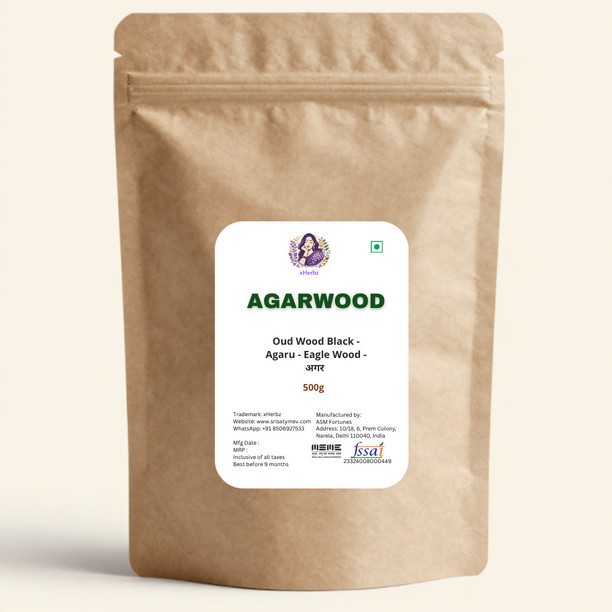 xHerbz
AGARWOOD
Oud Wood Black -
Agaru - Eagle Wood -
अगर
500g
Trademark: xHerbz
Website: www.srisatymev.com
WhatsApp: +91 8506927533
Mfg Date :
MRP :
Inclusive of all taxes
Best before 9 months
Manufactured by:
ASM Fortunes
Address: 10/18, 6, Prem Colony,
Narela, Delhi 110040, India
fssai
23324008000449